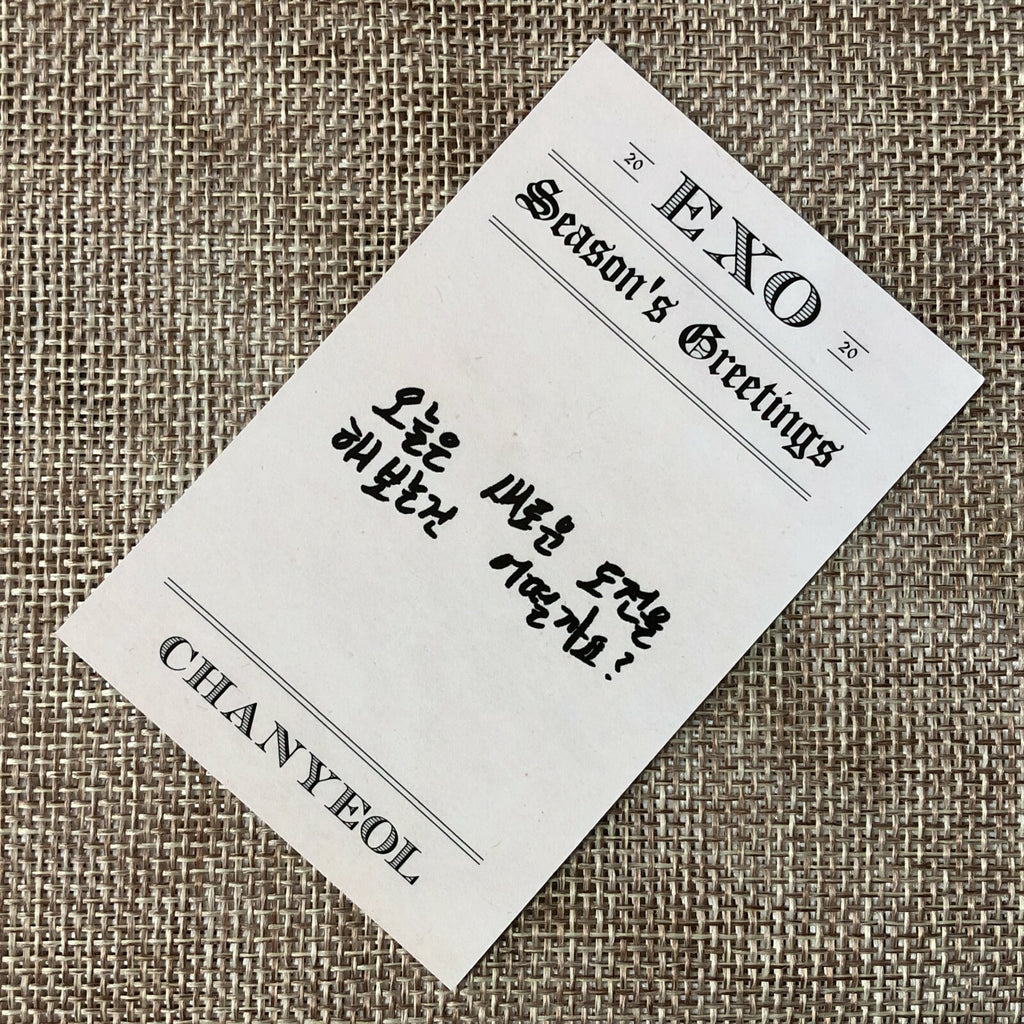 20 EXO 20
Season's Greetings
오늘은 새로운 도전을
해보는건 어떨까요?
CHANYEOL